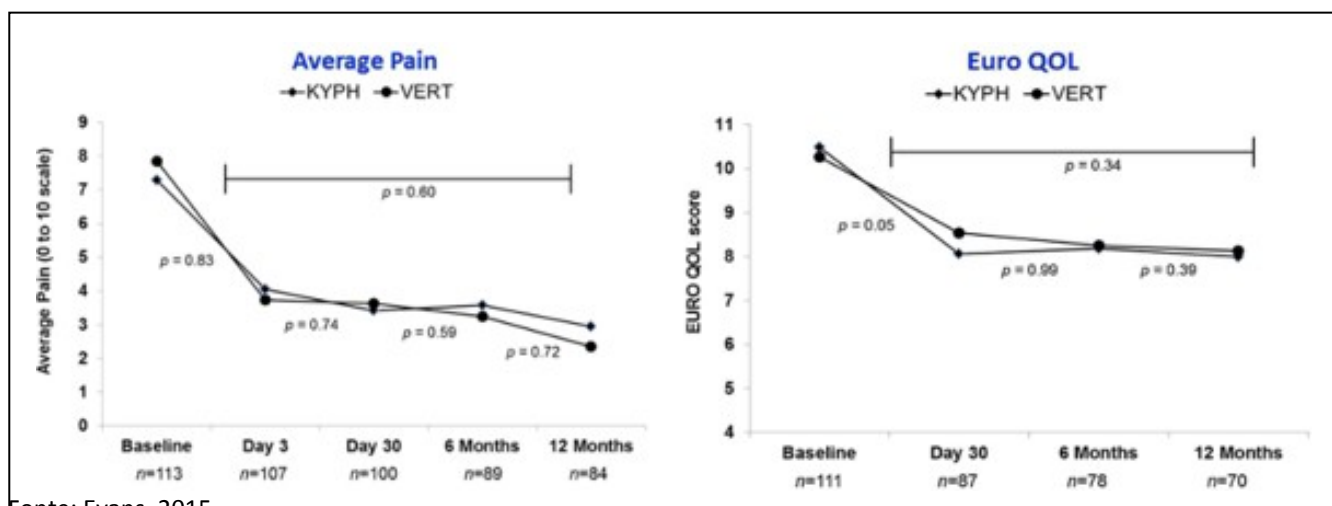 Average Pain
KYPH VERT
9
8
7
6
5
4
3
2
1
0
Average Pain (0 to 10 scale)
p = 0.60
p = 0.83
p = 0.74
p = 0.59
p = 0.72
Baseline Day 3 Day 30 6 Months 12 Months
n=113 n=107 n=100 n=89 n=84
Euro QOL
KYPH VERT
11
10
9
8
7
6
5
4
EURO QOL score
p = 0.34
p = 0.05
p = 0.99
p = 0.39
Baseline Day 30 6 Months 12 Months
n=111 n=87 n=78 n=70
Fonte: Evans, 2015